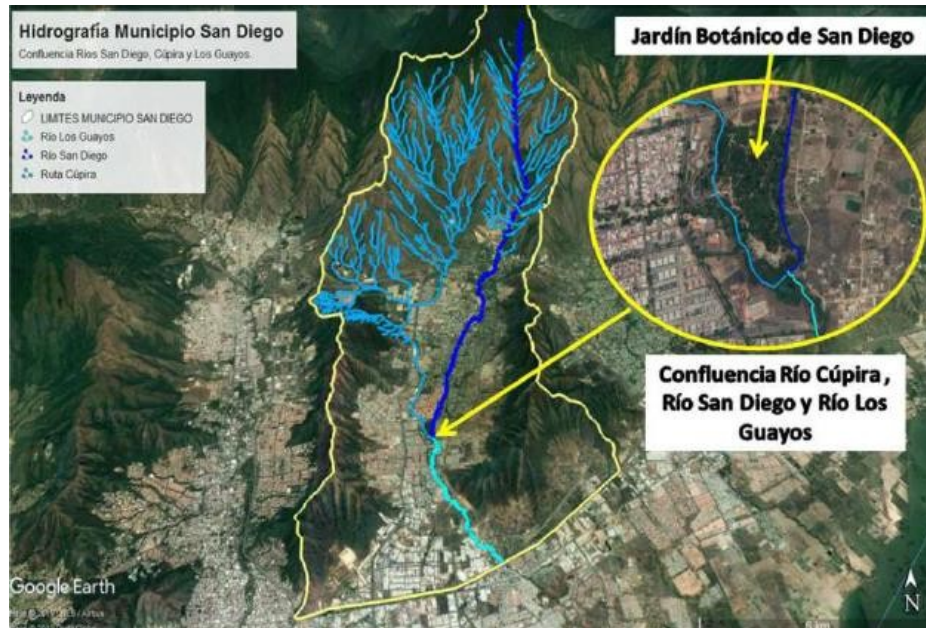 Hidrografía Municipio San Diego
Confluencia Ríos San Diego, Cúpira y Los Guayos.
Leyenda
LIMITES MUNICIPIO SAN DIEGO
Río Los Guayos
Río San Diego
Ruta Cúpira
Jardín Botánico de San Diego
Confluencia Río Cúpira ,
Río San Diego y Río Los
Guayos
Google Earth
N